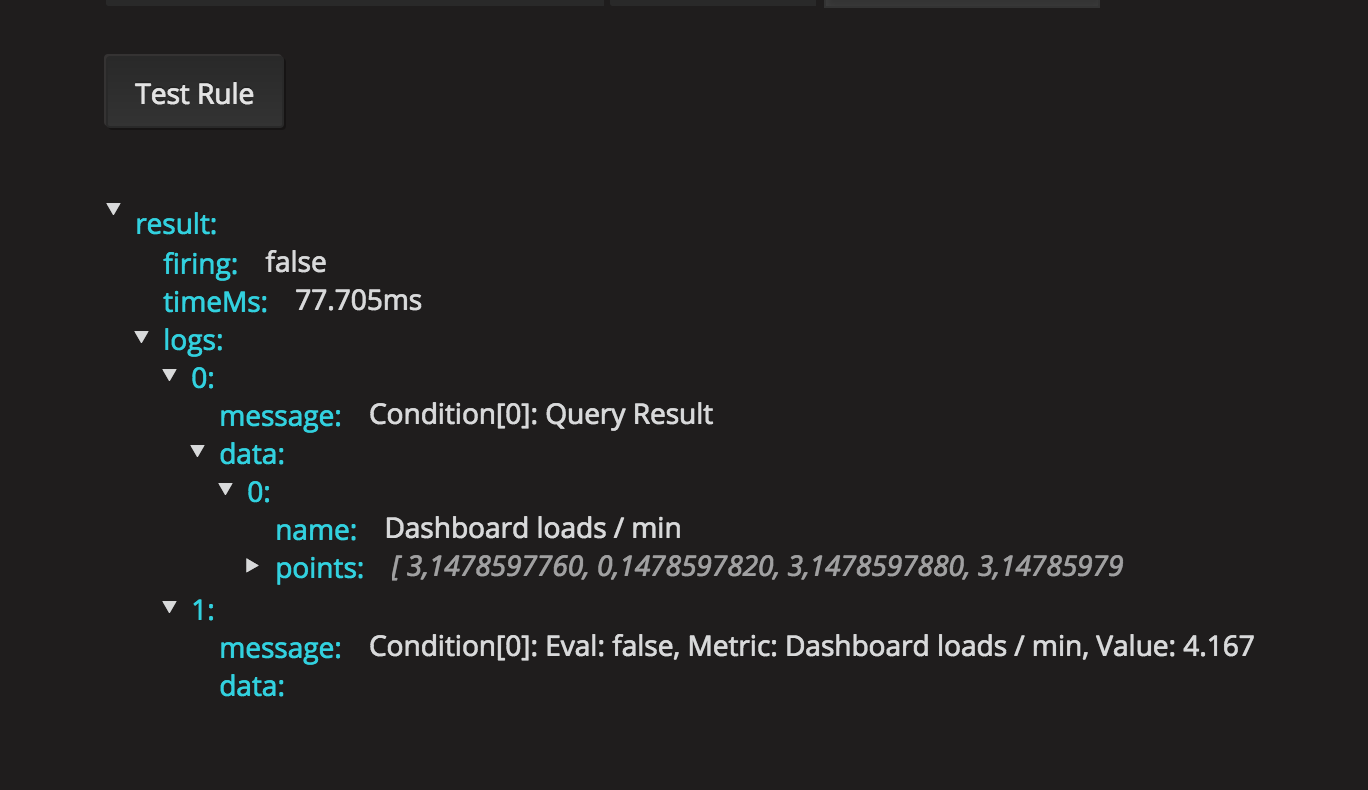 Test Rule
result:
firing: false
timeMs: 77.705ms
logs:
0:
message: Condition[0]: Query Result
data:
0:
name: Dashboard loads / min
points: [ 3,1478597760, 0,1478597820, 3,1478597880, 3,14785979
1:
message: Condition[0]: Eval: false, Metric: Dashboard loads / min, Value: 4.167
data: